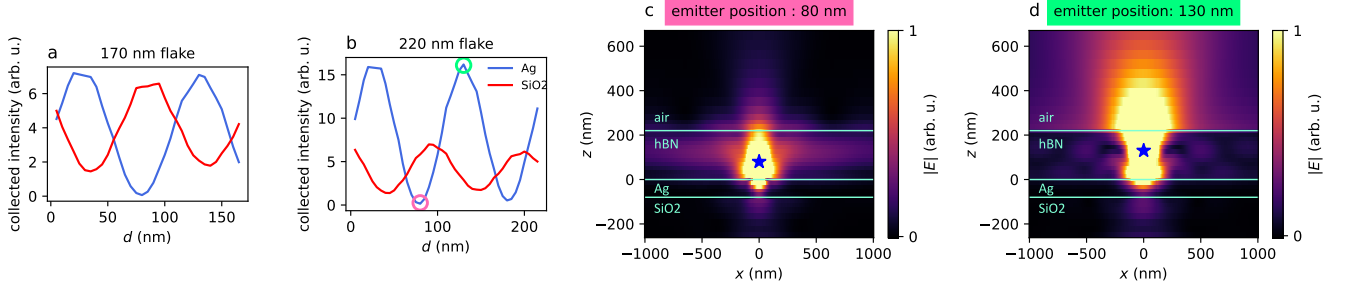 a
170 nm flake
collected intensity (arb. u.)
6
4
2
0
0 50 100 150
d (nm)
b
220 nm flake
collected intensity (arb. u.)
15
10
5
0
0 100 200
d (nm)
Ag
SiO2
c
emitter position : 80 nm
z (nm)
600
400
200
0
−200
air
hBN
Ag
SiO2
−1000 −500 0 500 1000
x (nm)
1
0
|E| (arb. u.)
d
emitter position: 130 nm
z (nm)
600
400
200
0
−200
air
hBN
Ag
SiO2
−1000 −500 0 500 1000
x (nm)
1
0
|E| (arb. u.)